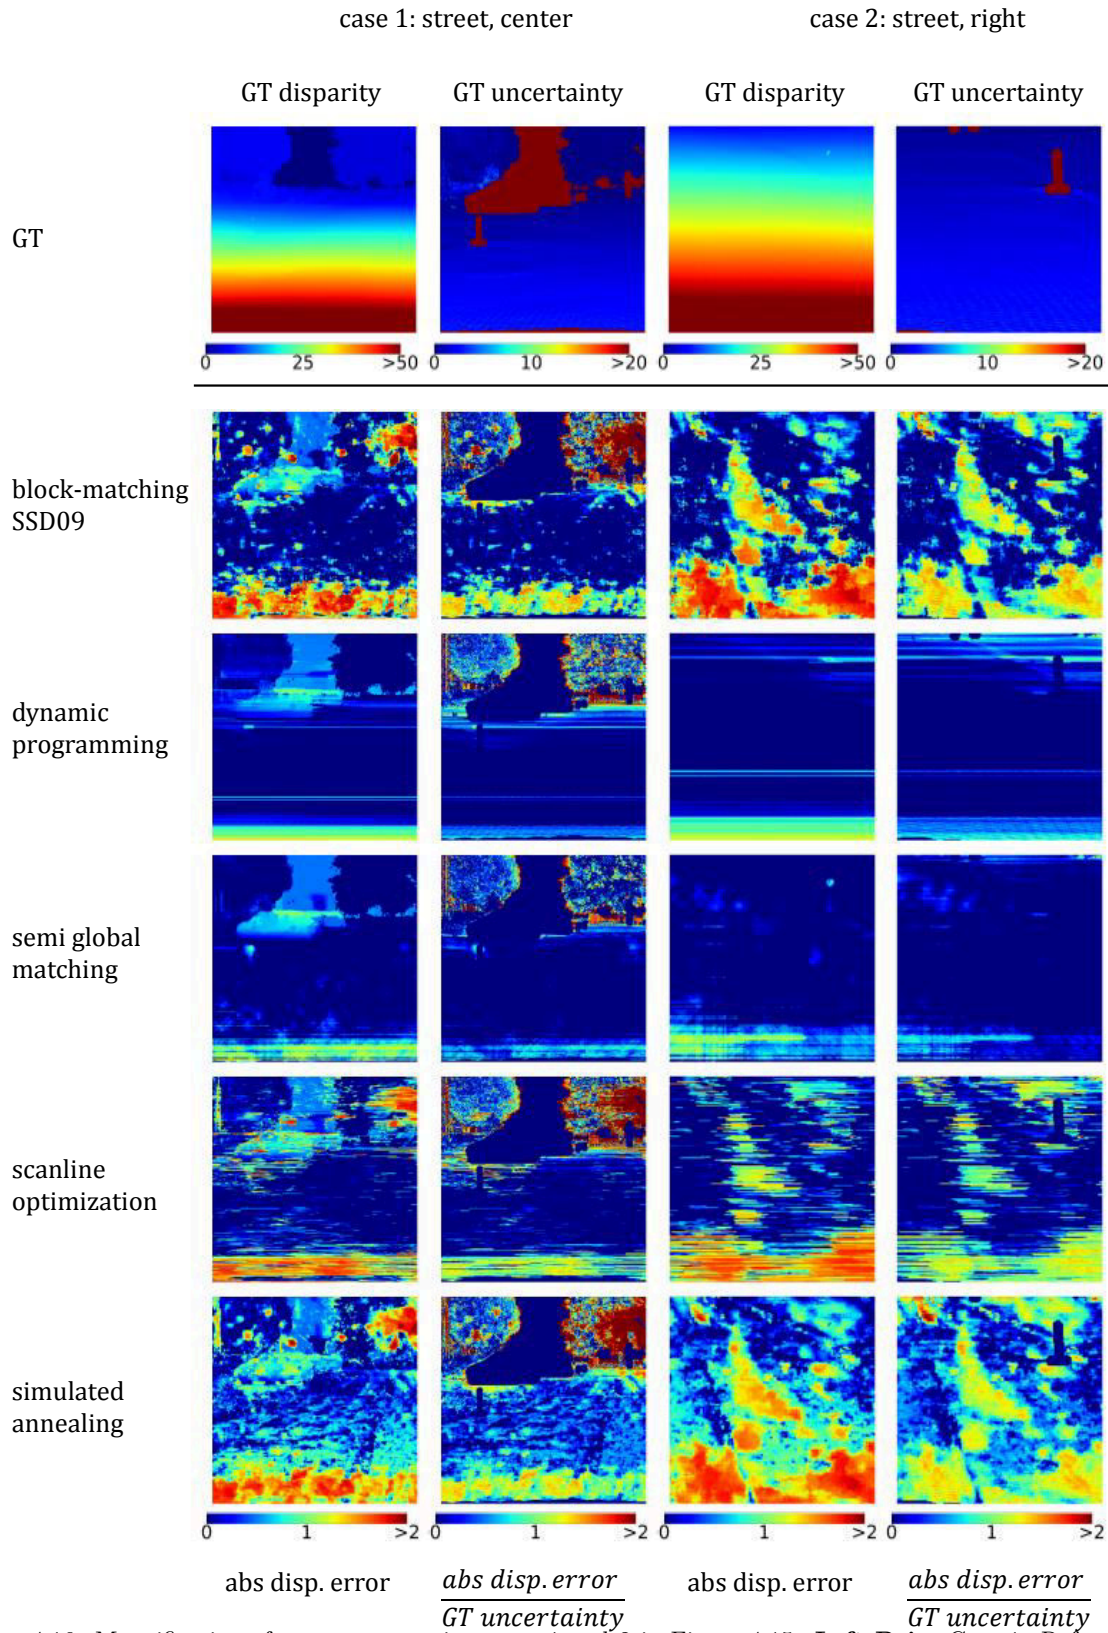 case 1: street, center case 2: street, right
GT disparity GT uncertainty GT disparity GT uncertainty
GT
0 25 >50 0 10 >20 0 25 >50 0 10 >20
block-matching
SSD09
dynamic
programming
semi global
matching
scanline
optimization
simulated
annealing
0 1 >2 0 1 >2 0 1 >2 0 1 >2
abs disp. error abs disp. error abs disp. error abs disp. error
GT uncertainty GT uncertainty